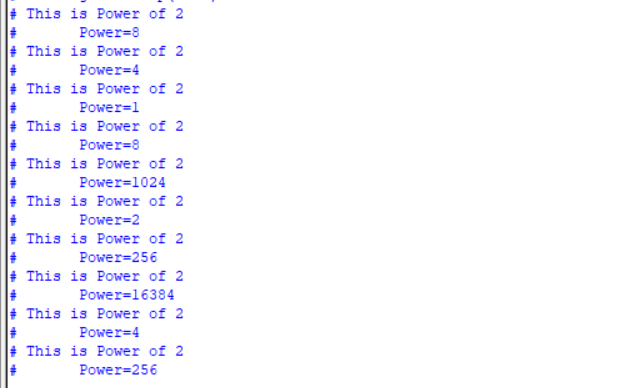 # This is Power of 2
#        Power=8
# This is Power of 2
#        Power=4
# This is Power of 2
#        Power=1
# This is Power of 2
#        Power=8
# This is Power of 2
#        Power=1024
# This is Power of 2
#        Power=2
# This is Power of 2
#        Power=256
# This is Power of 2
#        Power=16384
# This is Power of 2
#        Power=4
# This is Power of 2
#        Power=256